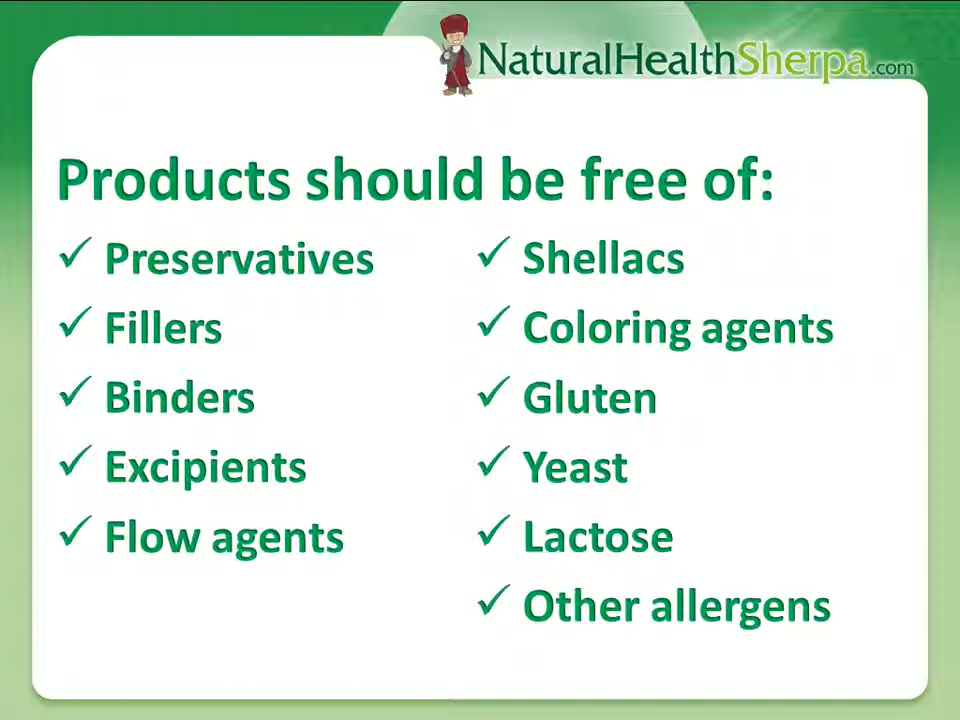 NaturalHealthSherpa.com
Products should be free of:
Preservatives
Fillers
Binders
Excipients
Flow agents
Shellacs
Coloring agents
Gluten
Yeast
Lactose
Other allergens